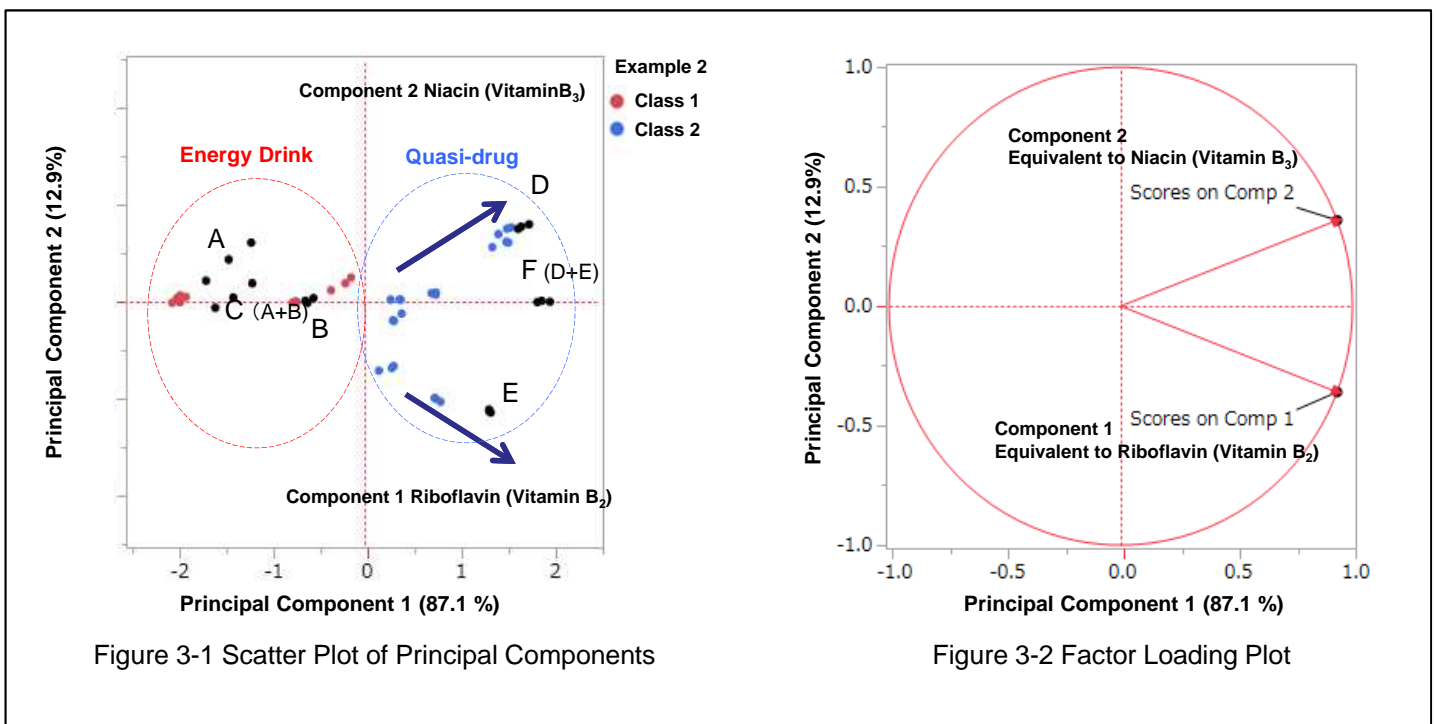 Example 2
Component 2 Niacin (VitaminB3)
Class 1
Class 2
Energy Drink
Quasi-drug
A
D
F (D+E)
C (A+B)
B
E
Component 1 Riboflavin (Vitamin B2)
Principal Component 2 (12.9%)
-2
-1
0
1
2
Principal Component 1 (87.1 %)
Figure 3-1 Scatter Plot of Principal Components
1.0
0.5
0.0
-0.5
-1.0
Principal Component 2 (12.9%)
Component 2
Equivalent to Niacin (Vitamin B3)
Scores on Comp 2
Scores on Comp 1
Component 1
Equivalent to Riboflavin (Vitamin B2)
-1.0
-0.5
0.0
0.5
1.0
Principal Component 1 (87.1 %)
Figure 3-2 Factor Loading Plot